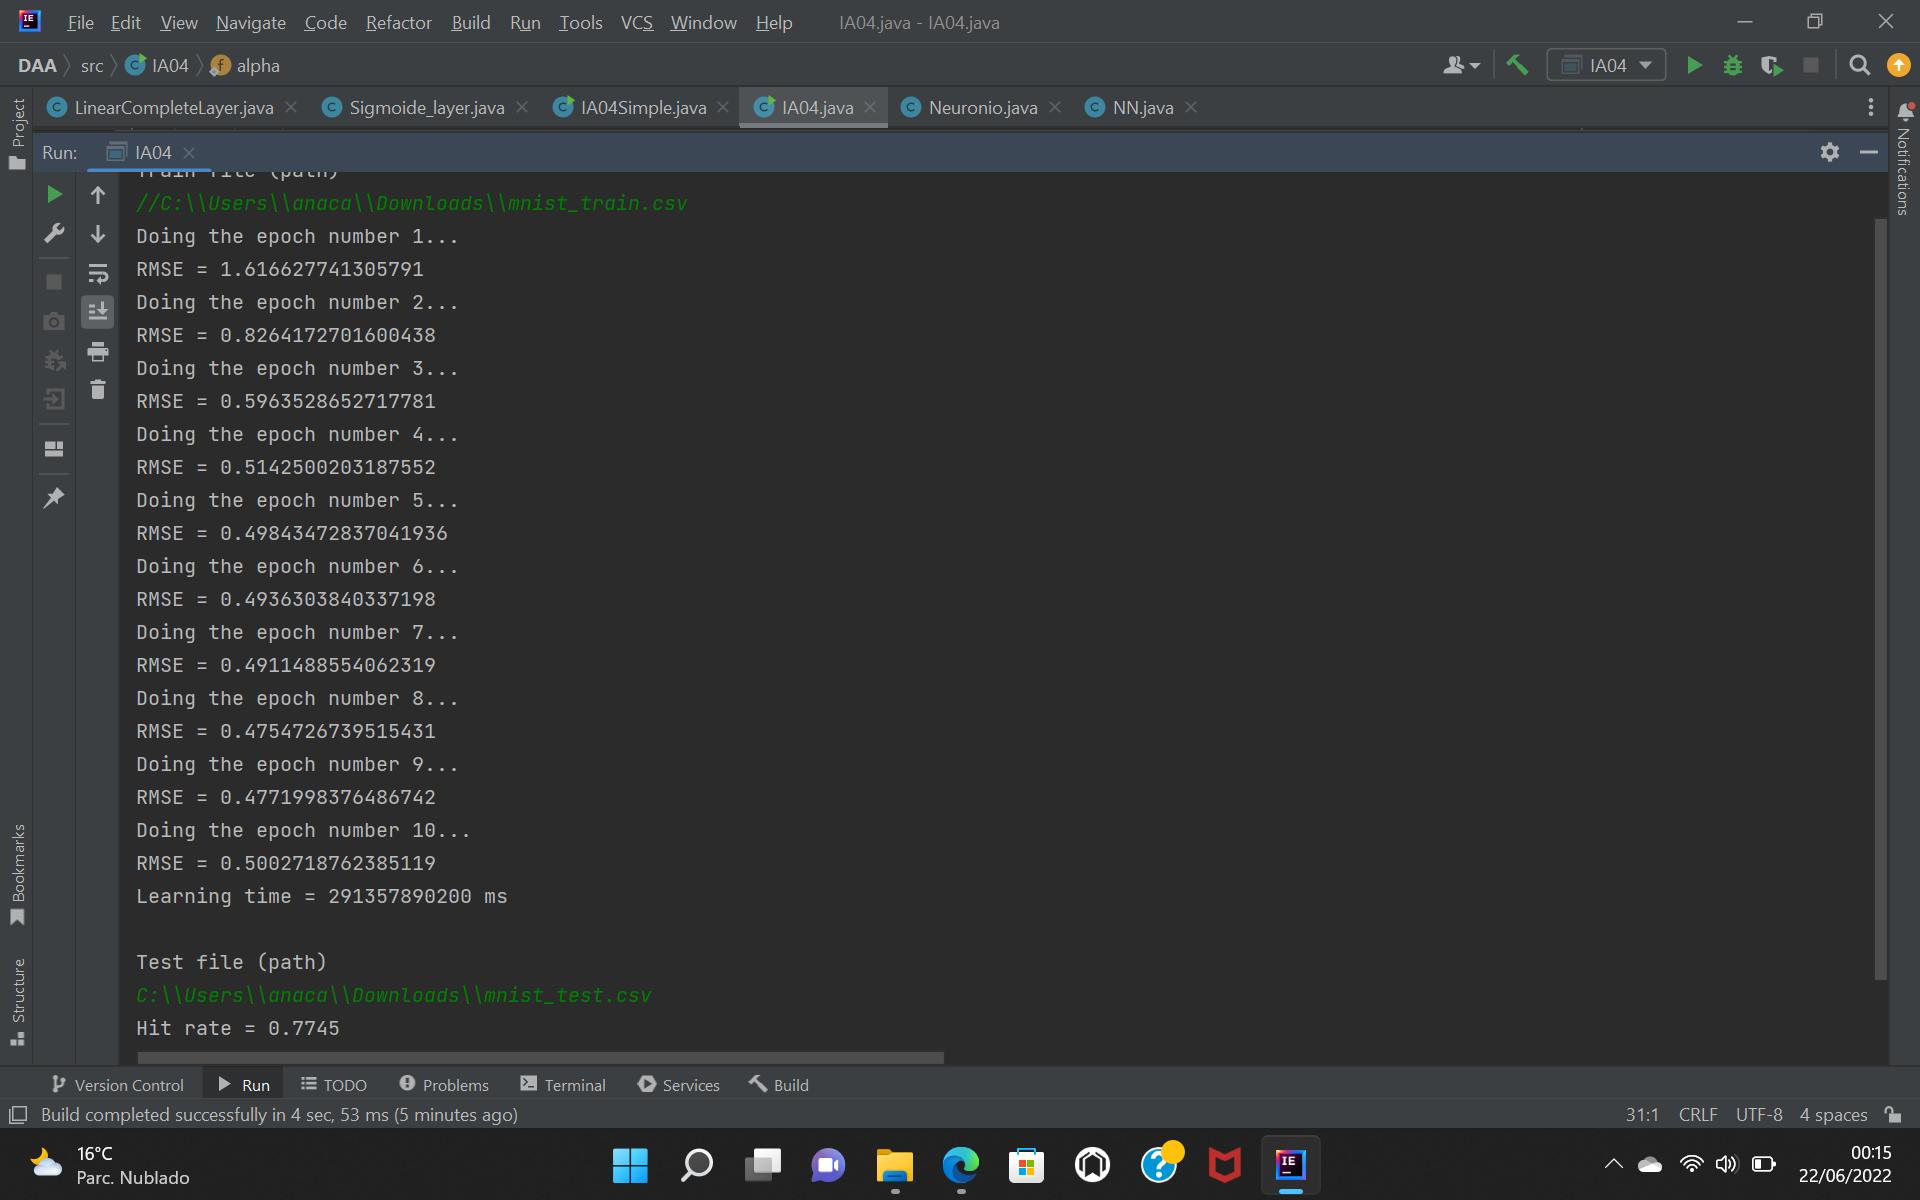 File Edit View Navigate Code Refactor Build Run Tools VCS Window Help IA04.java - IA04.java
DAA src IA04 alpha IA04
LinearCompleteLayer.java Sigmoide_layer.java IA04Simple.java IA04.java Neuronio.java NN.java
Run: IA04
Project
Notifications
Train file (path)
//C:\\Users\\anaca\\Downloads\\mnist_train.csv
Doing the epoch number 1...
RMSE = 1.616627741305791
Doing the epoch number 2...
RMSE = 0.8264172701600438
Doing the epoch number 3...
RMSE = 0.5963528652717781
Doing the epoch number 4...
RMSE = 0.5142500203187552
Doing the epoch number 5...
RMSE = 0.49843472837041936
Doing the epoch number 6...
RMSE = 0.4936303840337198
Doing the epoch number 7...
RMSE = 0.4911488554062319
Doing the epoch number 8...
RMSE = 0.4754726739515431
Doing the epoch number 9...
RMSE = 0.4771998376486742
Doing the epoch number 10...
RMSE = 0.5002718762385119
Learning time = 291357890200 ms
Test file (path)
C:\\Users\\anaca\\Downloads\\mnist_test.csv
Hit rate = 0.7745
Bookmarks
Structure
Version Control Run TODO Problems Terminal Services Build
Build completed successfully in 4 sec, 53 ms (5 minutes ago) 31:1 CRLF UTF-8 4 spaces
16°C
Parc. Nublado
00:15
22/06/2022